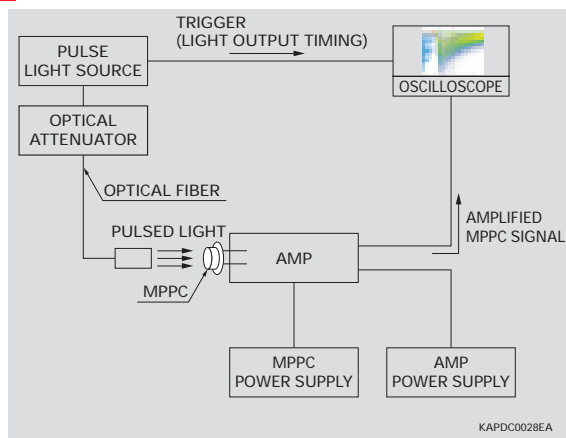 TRIGGER
(LIGHT OUTPUT TIMING)
PULSE
LIGHT SOURCE
OSCILLOSCOPE
OPTICAL
ATTENUATOR
OPTICAL FIBER
PULSED LIGHT
AMPLIFIED
MPPC SIGNAL
AMP
MPPC
MPPC
POWER SUPPLY
AMP
POWER SUPPLY
KAPDC0028EA